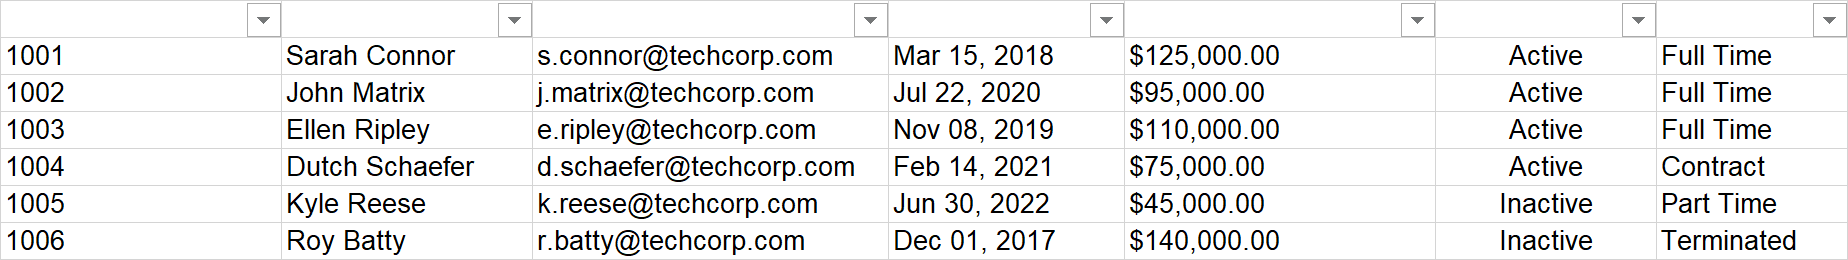 1001 Sarah Connor s.connor@techcorp.com Mar 15, 2018 $125,000.00 Active Full Time
1002 John Matrix j.matrix@techcorp.com Jul 22, 2020 $95,000.00 Active Full Time
1003 Ellen Ripley e.ripley@techcorp.com Nov 08, 2019 $110,000.00 Active Full Time
1004 Dutch Schaefer d.schaefer@techcorp.com Feb 14, 2021 $75,000.00 Active Contract
1005 Kyle Reese k.reese@techcorp.com Jun 30, 2022 $45,000.00 Inactive Part Time
1006 Roy Batty r.batty@techcorp.com Dec 01, 2017 $140,000.00 Inactive Terminated